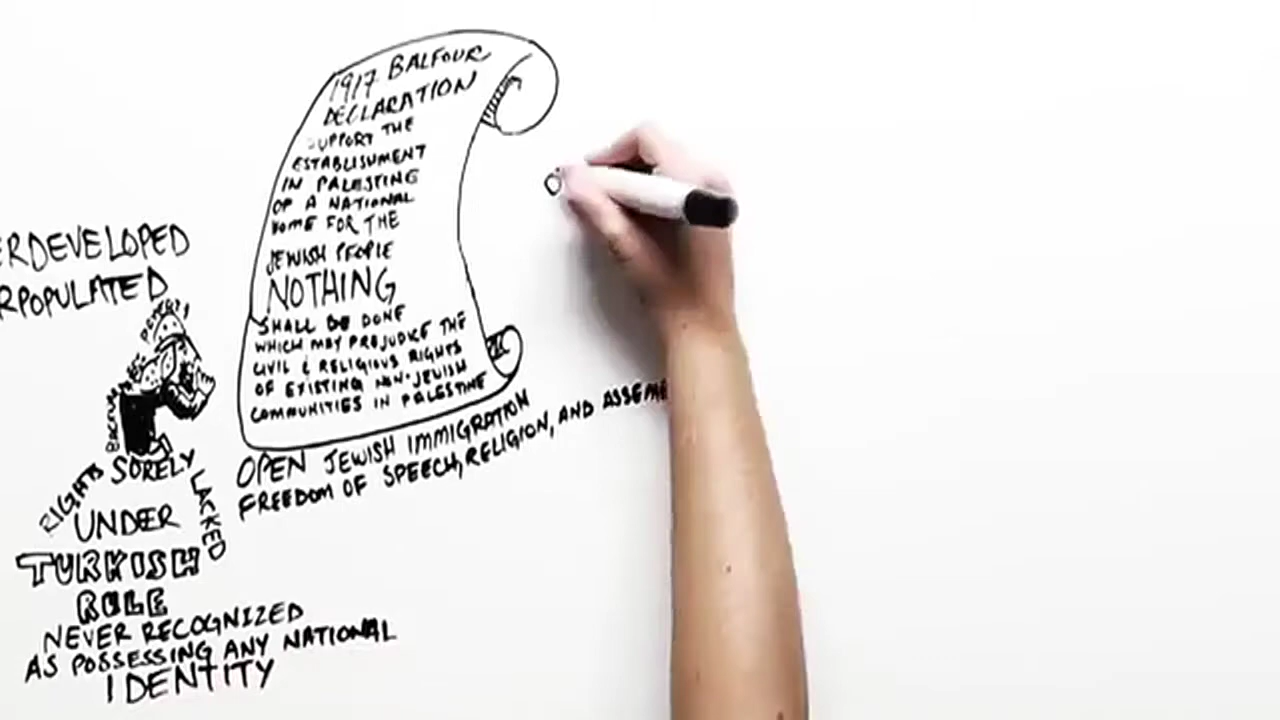 1917 BALFOUR
DECLARATION
SUPPORT THE
ESTABLISHMENT
IN PALESTINE
OF A NATIONAL
HOME FOR THE
JEWISH PEOPLE
NOTHING
SHALL BE DONE
WHICH MAY PREJUDICE THE
CIVIL & RELIGIOUS RIGHTS
OF EXISTING NON-JEWISH
COMMUNITIES IN PALESTINE
OPEN JEWISH IMMIGRATION
FREEDOM OF SPEECH, RELIGION, AND ASSEMB
ERDEVELOPED
RPOPULATED
RIGHTS
SORELY
LACKED
UNDER
TURKISH
RULE
NEVER RECOGNIZED
AS POSSESSING ANY NATIONAL
IDENTITY